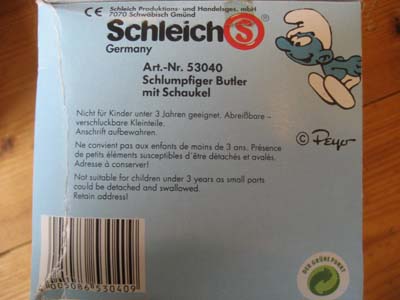 CE Schleich Produktions- und Handelsges. mbH
7070 Schwäbisch Gmünd
Schleich S
Germany
Art.-Nr. 53040
Schlumpfiger Butler
mit Schaukel
Nicht für Kinder unter 3 Jahren geeignet. Abreißbare –
verschluckbare Kleinteile.
Anschrift aufbewahren.
© Peyo
Ne convient pas aux enfants de moins de 3 ans. Présence
de petits éléments susceptibles d'être détachés et avalés.
Adresse à conserver!
Not suitable for children under 3 years as small parts
could be detached and swallowed.
Retain address!
005086 530409
DER GRÜNE PUNKT